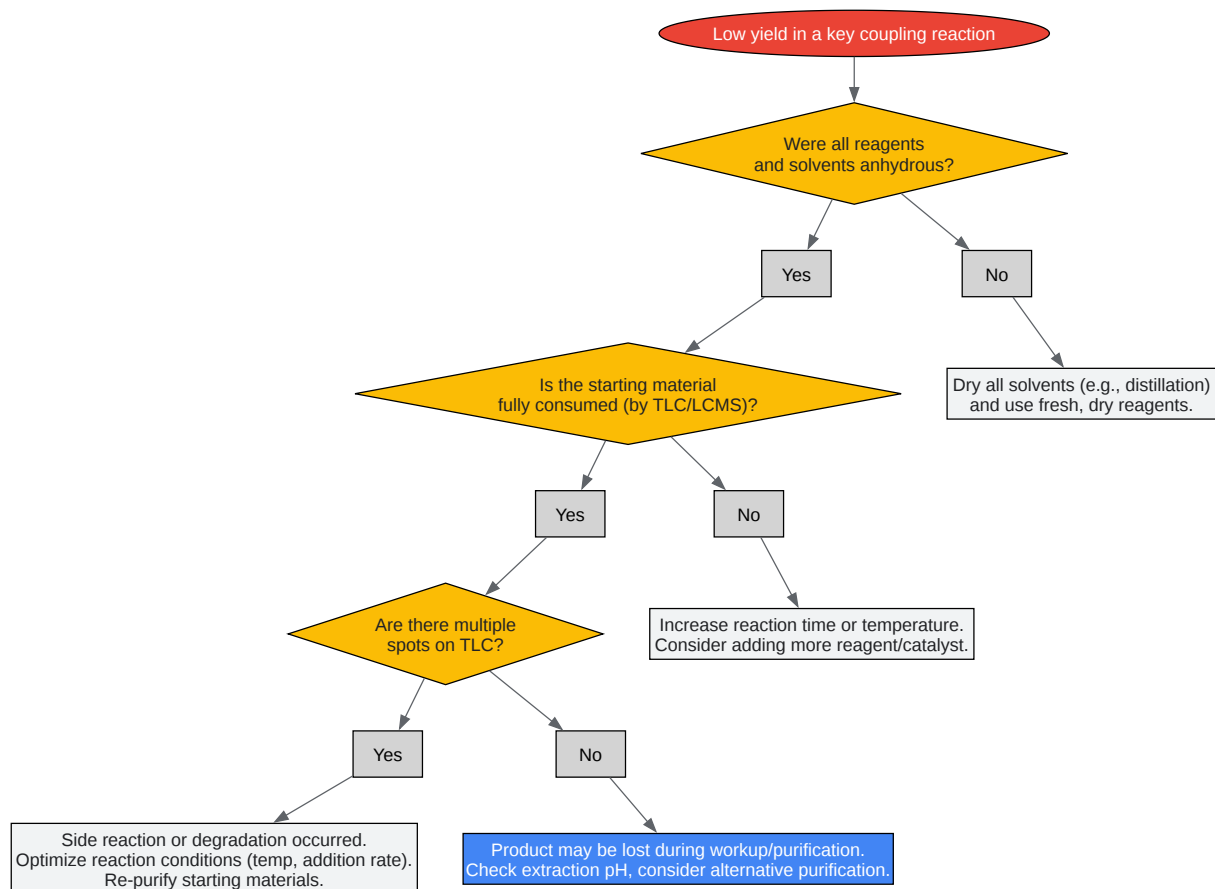 Low yield in a key coupling reaction
Were all reagents
and solvents anhydrous?
Yes
No
Is the starting material
fully consumed (by TLC/LCMS)?
Dry all solvents (e.g., distillation)
and use fresh, dry reagents.
Yes
No
Are there multiple
spots on TLC?
Increase reaction time or temperature.
Consider adding more reagent/catalyst.
Yes
No
Side reaction or degradation occurred.
Optimize reaction conditions (temp, addition rate).
Re-purify starting materials.
Product may be lost during workup/purification.
Check extraction pH, consider alternative purification.